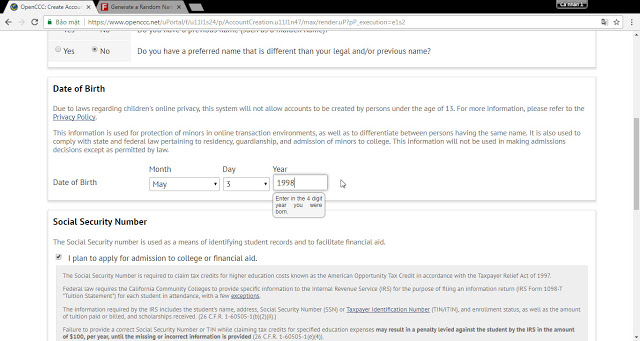 OpenCCC: Create Accou
Generate a Random Na
Cá nhân 1
Bảo mật
https://www.openccc.net/uPortal/f/u11l1s24/p/AccountCreation.u11l1n47/max/render.uP?pP_execution=e1s2
Yes No Do you have a previous name (such as a maiden name)?
Yes No Do you have a preferred name that is different than your legal and/or previous name?
Date of Birth
Due to laws regarding children's online privacy, this system will not allow accounts to be created by persons under the age of 13. For more information, please refer to the
Privacy Policy.
This information is used for protection of minors in online transaction environments, as well as to differentiate between persons having the same name. It is also used to
comply with state and federal law pertaining to residency, guardianship, and admission of minors to college. This information will not be used in making admissions
decisions except as permitted by law.
Month Day Year
Date of Birth May 3 1998
Enter in the 4 digit
year you were
born.
Social Security Number
The Social Security number is used as a means of identifying student records and to facilitate financial aid.
I plan to apply for admission to college or financial aid.
The Social Security Number is required to claim tax credits for higher education costs known as the American Opportunity Tax Credit in accordance with the Taxpayer Relief Act of 1997.
Federal law requires the California Community Colleges to provide specific information to the Internal Revenue Service (IRS) for the purpose of filing an information return (IRS Form 1098-T
"Tuition Statement") for each student in attendance, with a few exceptions.
The information required by the IRS includes the student's name, address, Social Security Number (SSN) or Taxpayer Identification Number (TIN/ITIN), and enrollment status, as well as the amount
of tuition paid or billed, and scholarships received. (26 C.F.R. 1-6050S-1(b)(2)(ii).)
Failure to provide a correct Social Security Number or TIN while claiming tax credits for specified education expenses may result in a penalty levied against the student by the IRS in the amount
of $100, per year, until the missing or incorrect information is provided (26 C.F.R. 1-6050S-1(e)(4)).